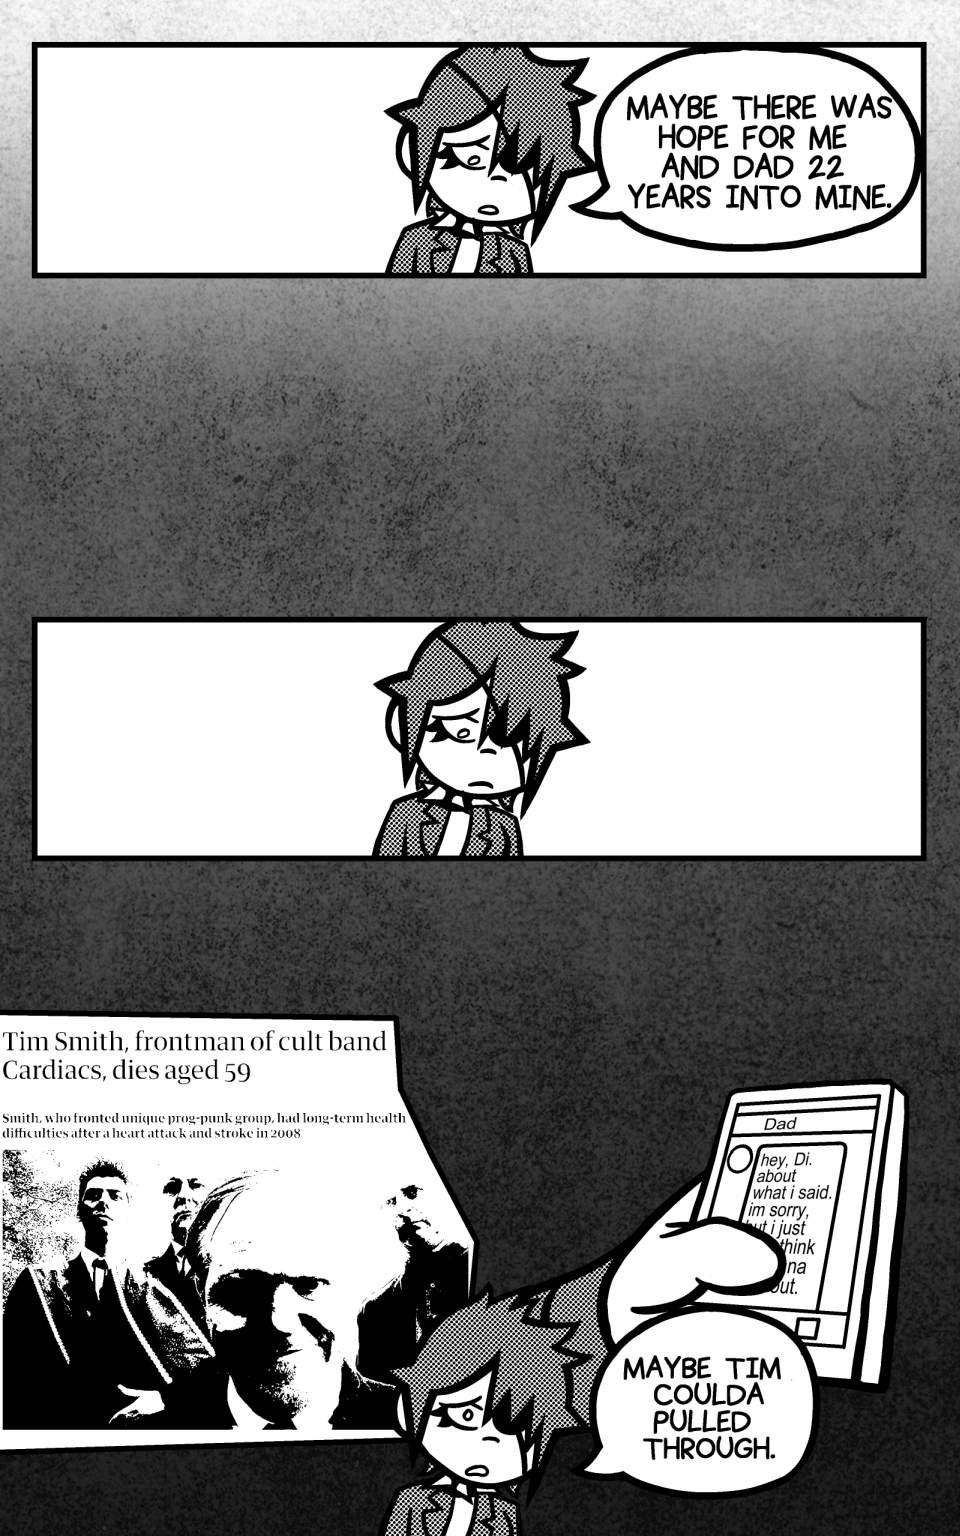 MAYBE THERE WAS
HOPE FOR ME
AND DAD 22
YEARS INTO MINE.
Tim Smith, frontman of cult band
Cardiacs, dies aged 59
Smith, who fronted unique prog-punk group, had long-term health
difficulties after a heart attack and stroke in 2008
Dad
hey, Di.
about
what i said.
im sorry,
but i just
think
MAYBE TIM
COULDA
PULLED
THROUGH.